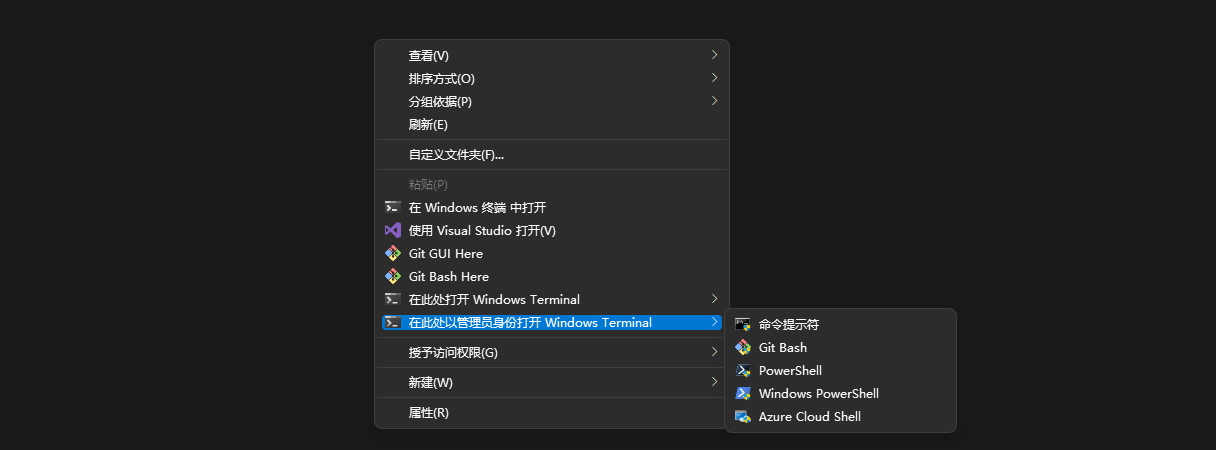 查看(V)
排序方式(O)
分组依据(P)
刷新(E)
自定义文件夹(F)...
粘贴(P)
在 Windows 终端 中打开
使用 Visual Studio 打开(V)
Git GUI Here
Git Bash Here
在此处打开 Windows Terminal
在此处以管理员身份打开 Windows Terminal
授予访问权限(G)
新建(W)
属性(R)
命令提示符
Git Bash
PowerShell
Windows PowerShell
Azure Cloud Shell